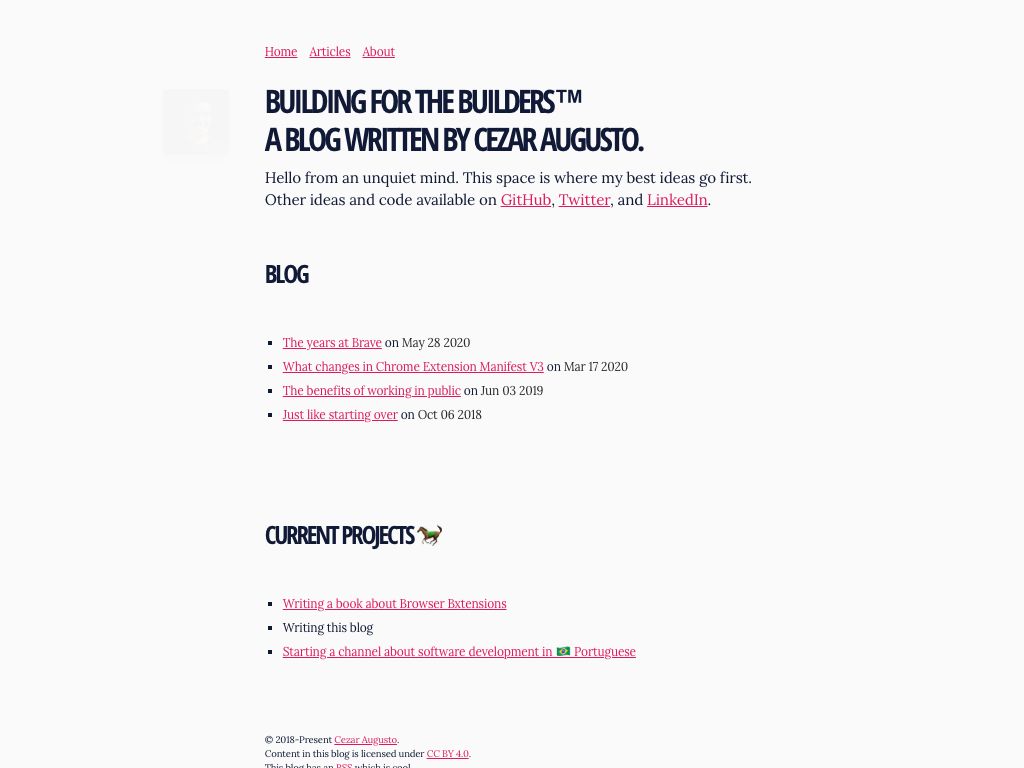 Home Articles About
BUILDING FOR THE BUILDERS™
A BLOG WRITTEN BY CEZAR AUGUSTO.
Hello from an unquiet mind. This space is where my best ideas go first.
Other ideas and code available on GitHub, Twitter, and LinkedIn.
BLOG
The years at Brave on May 28 2020
What changes in Chrome Extension Manifest V3 on Mar 17 2020
The benefits of working in public on Jun 03 2019
Just like starting over on Oct 06 2018
CURRENT PROJECTS 🐎
Writing a book about Browser Bxtensions
Writing this blog
Starting a channel about software development in 🇧🇷 Portuguese
© 2018-Present Cezar Augusto.
Content in this blog is licensed under CC BY 4.0.
This blog has an RSS which is cool.